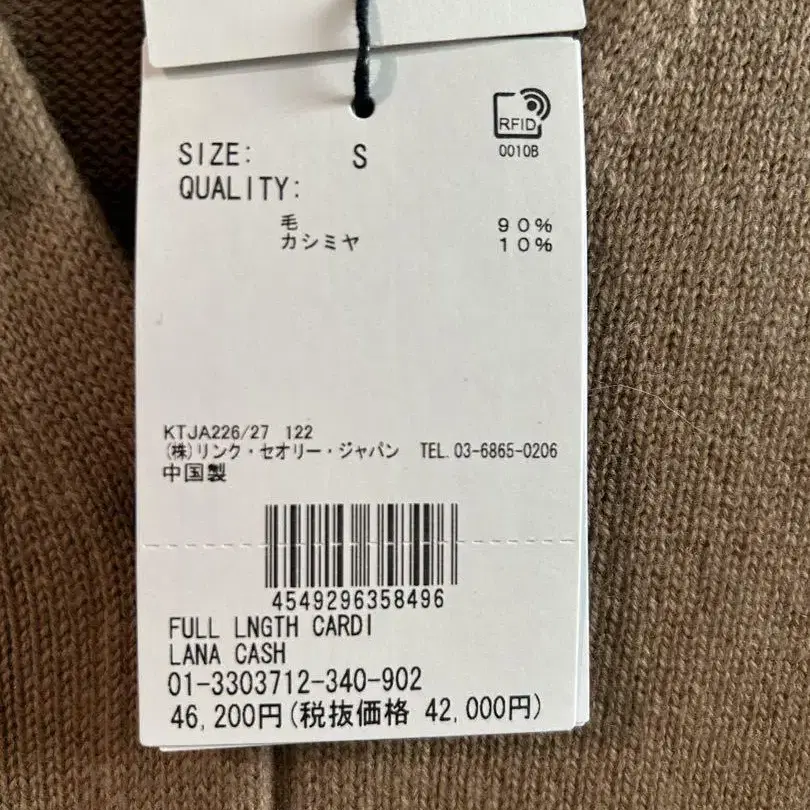 RFID
0010B
SIZE: S
QUALITY:
毛 90%
カシミヤ 10%
KTJA226/27 122
(株)リンク・セオリー・ジャパン TEL.03-6865-0206
中国製
4549296358496
FULL LNGTH CARDI
LANA CASH
01-3303712-340-902
46,200円(税抜価格 42,000円)